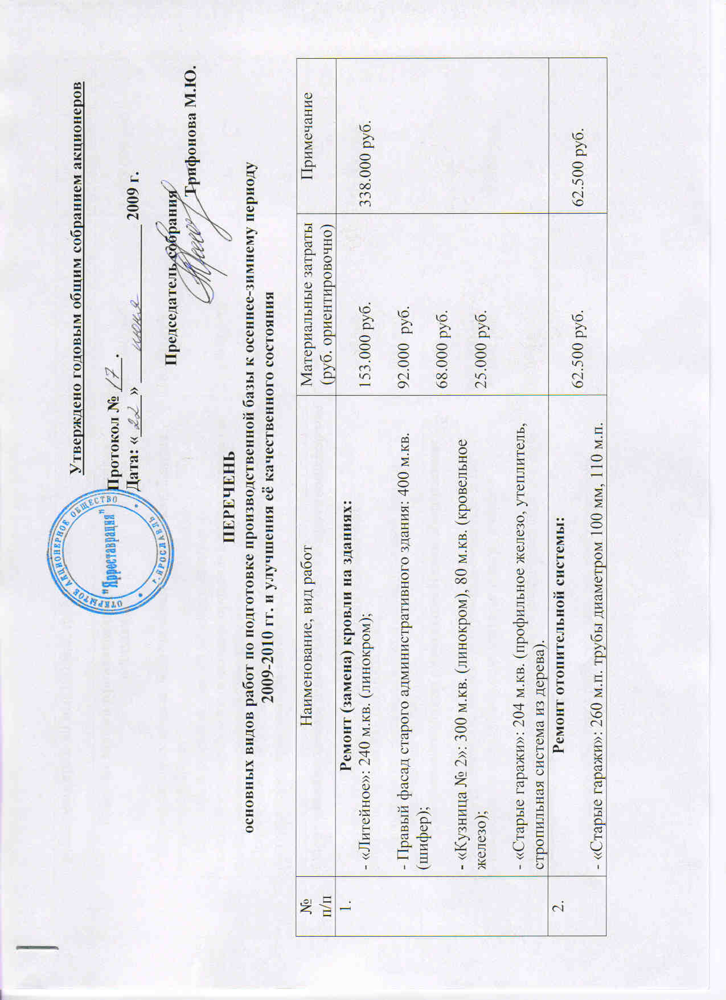 Утверждено годовым общим собранием акционеров
Протокол № 17.
Дата: « 22 » июня 2009 г.
Председатель собрания
Трифонова М.Ю.
ОТКРЫТОЕ АКЦИОНЕРНОЕ ОБЩЕСТВО
"Ярреставрация"
г.ЯРОСЛАВЛЬ
ПЕРЕЧЕНЬ
основных видов работ по подготовке производственной базы к осеннее-зимнему периоду
2009-2010 гг. и улучшения её качественного состояния
№ Наименование, вид работ Материальные затраты Примечание
п/п (руб. ориентировочно)
1. Ремонт (замена) кровли на зданиях:
- «Литейное»: 240 м.кв. (линокром); 153.000 руб. 338.000 руб.
- Правый фасад старого административного здания: 400 м.кв. 92.000 руб.
(шифер);
68.000 руб.
- «Кузница № 2»: 300 м.кв. (линокром), 80 м.кв. (кровельное
железо); 25.000 руб.
- «Старые гаражи»: 204 м.кв. (профильное железо, утеплитель,
стропильная система из дерева).
2. Ремонт отопительной системы:
62.500 руб. 62.500 руб.
- «Старые гаражи»: 260 м.п. трубы диаметром 100 мм, 110 м.п.